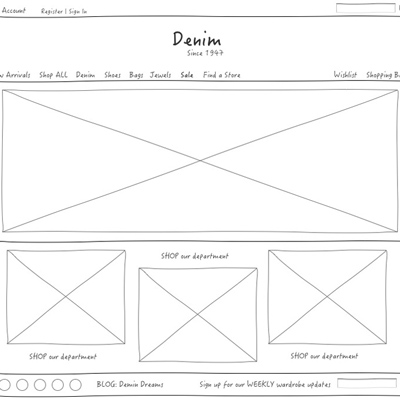 Account Register | Sign In
Denim
Since 1947
Arrivals Shop ALL Denim Shoes Bags Jewels Sale Find a Store Wishlist Shopping
SHOP our department
SHOP our department
SHOP our department
BLOG: Demin Dreams Sign up for our WEEKLY wardrobe updates